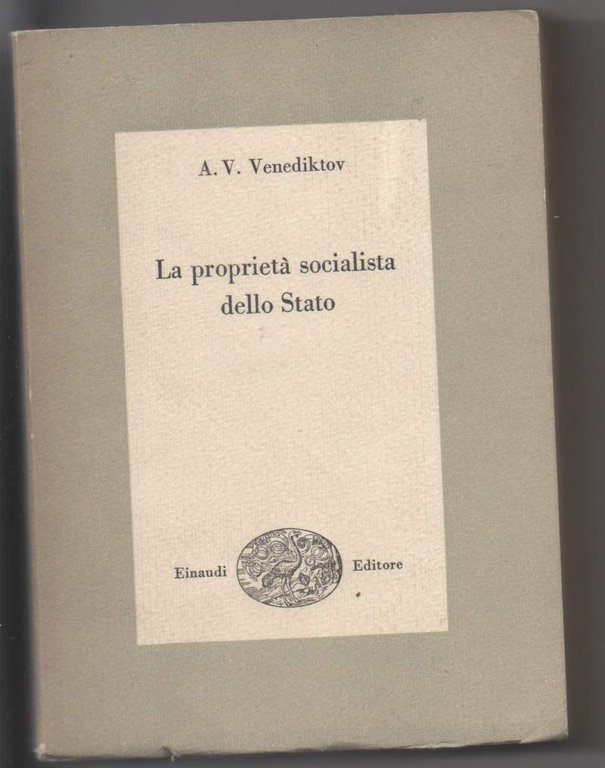 A. V. Venediktov
La proprietà socialista
dello Stato
Einaudi Editore